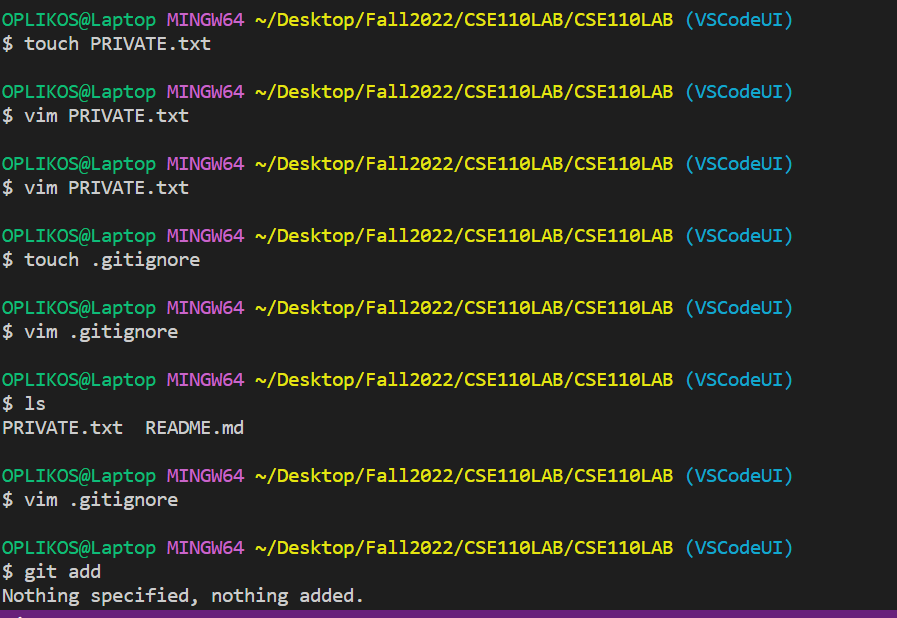 OPLIKOS@Laptop MINGW64 ~/Desktop/Fall2022/CSE110LAB/CSE110LAB (VSCodeUI)
$ touch PRIVATE.txt
OPLIKOS@Laptop MINGW64 ~/Desktop/Fall2022/CSE110LAB/CSE110LAB (VSCodeUI)
$ vim PRIVATE.txt
OPLIKOS@Laptop MINGW64 ~/Desktop/Fall2022/CSE110LAB/CSE110LAB (VSCodeUI)
$ vim PRIVATE.txt
OPLIKOS@Laptop MINGW64 ~/Desktop/Fall2022/CSE110LAB/CSE110LAB (VSCodeUI)
$ touch .gitignore
OPLIKOS@Laptop MINGW64 ~/Desktop/Fall2022/CSE110LAB/CSE110LAB (VSCodeUI)
$ vim .gitignore
OPLIKOS@Laptop MINGW64 ~/Desktop/Fall2022/CSE110LAB/CSE110LAB (VSCodeUI)
$ ls
PRIVATE.txt  README.md
OPLIKOS@Laptop MINGW64 ~/Desktop/Fall2022/CSE110LAB/CSE110LAB (VSCodeUI)
$ vim .gitignore
OPLIKOS@Laptop MINGW64 ~/Desktop/Fall2022/CSE110LAB/CSE110LAB (VSCodeUI)
$ git add
Nothing specified, nothing added.